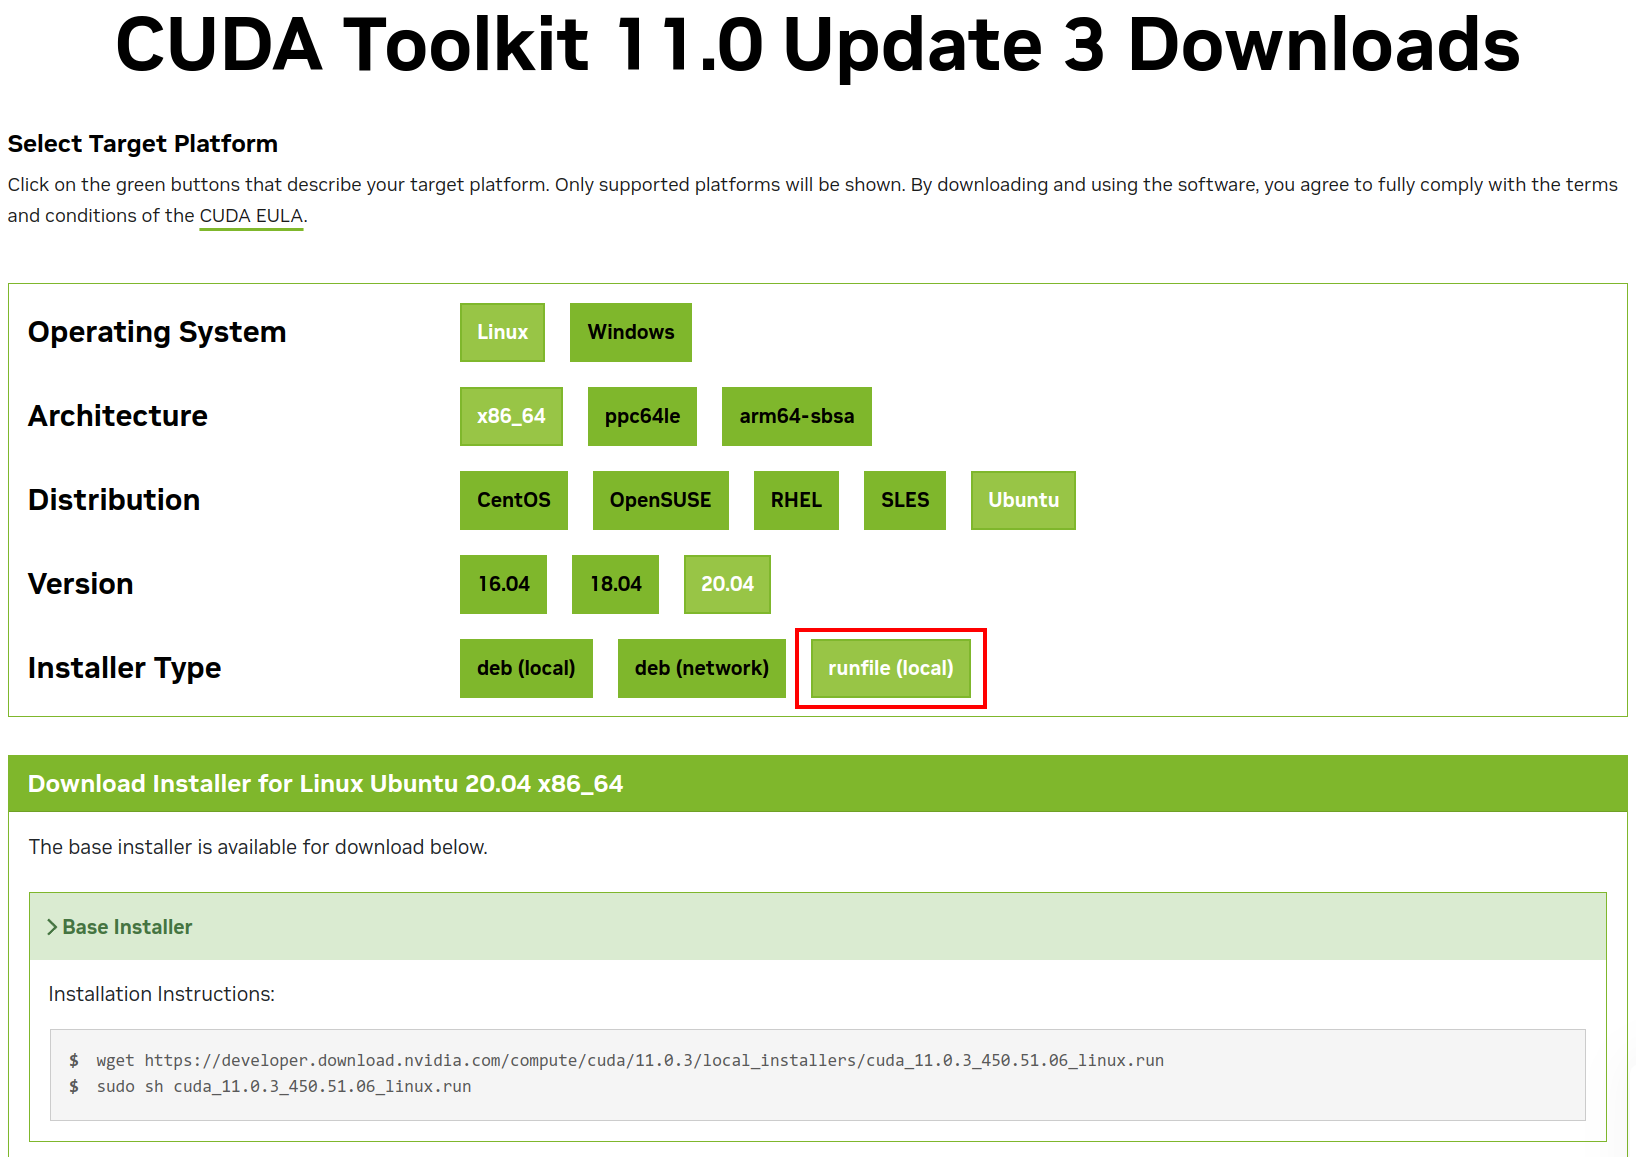 CUDA Toolkit 11.0 Update 3 Downloads
Select Target Platform
Click on the green buttons that describe your target platform. Only supported platforms will be shown. By downloading and using the software, you agree to fully comply with the terms
and conditions of the CUDA EULA.
Operating System Linux Windows
Architecture x86_64 ppc64le arm64-sbsa
Distribution CentOS OpenSUSE RHEL SLES Ubuntu
Version 16.04 18.04 20.04
Installer Type deb (local) deb (network) runfile (local)
Download Installer for Linux Ubuntu 20.04 x86_64
The base installer is available for download below.
> Base Installer
Installation Instructions:
$ wget https://developer.download.nvidia.com/compute/cuda/11.0.3/local_installers/cuda_11.0.3_450.51.06_linux.run
$ sudo sh cuda_11.0.3_450.51.06_linux.run